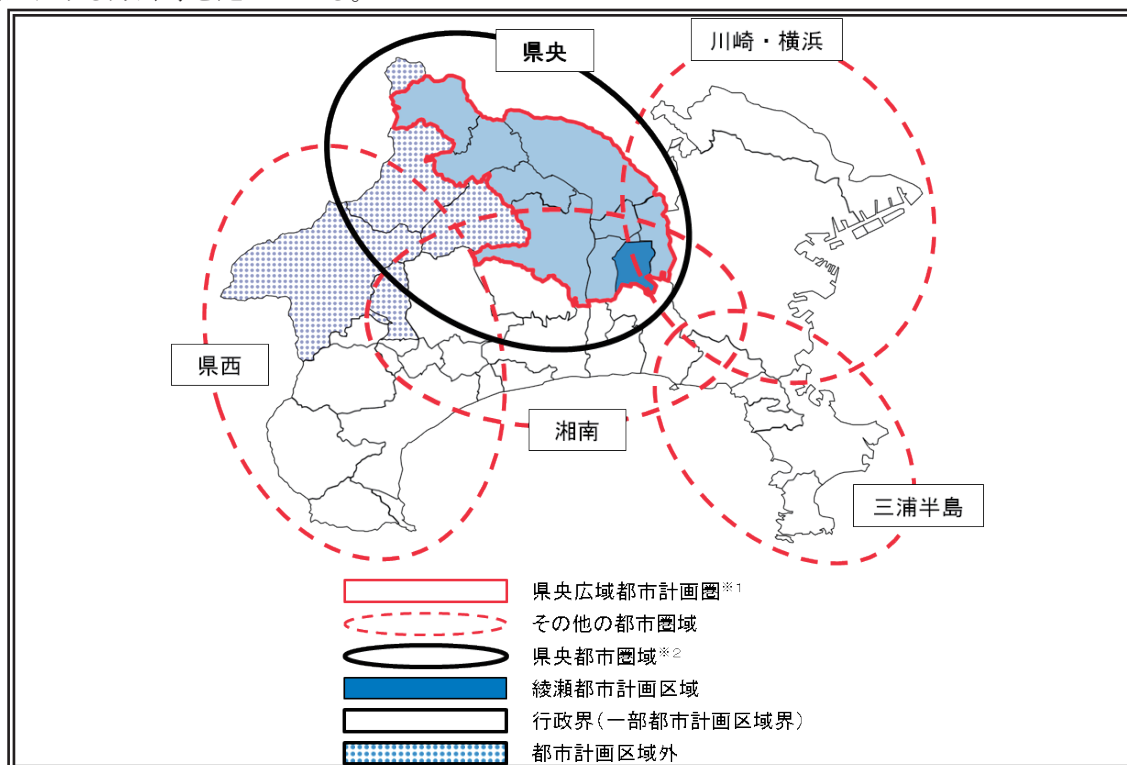 県央
川崎・横浜
県西
湘南
三浦半島
県央広域都市計画圏※1
その他の都市圏域
県央都市圏域※2
綾瀬都市計画区域
行政界(一部都市計画区域界)
都市計画区域外